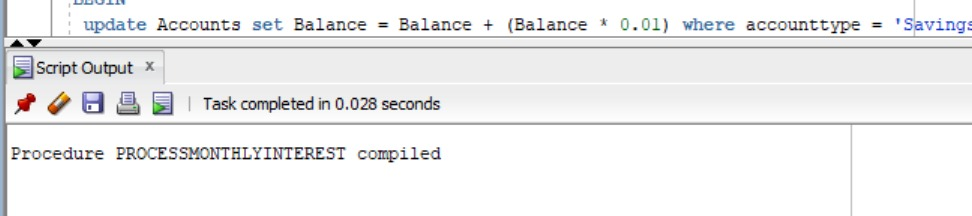 BEGIN
update Accounts set Balance = Balance + (Balance * 0.01) where accounttype = 'Savings
Script Output x
Task completed in 0.028 seconds
Procedure PROCESSMONTHLYINTEREST compiled